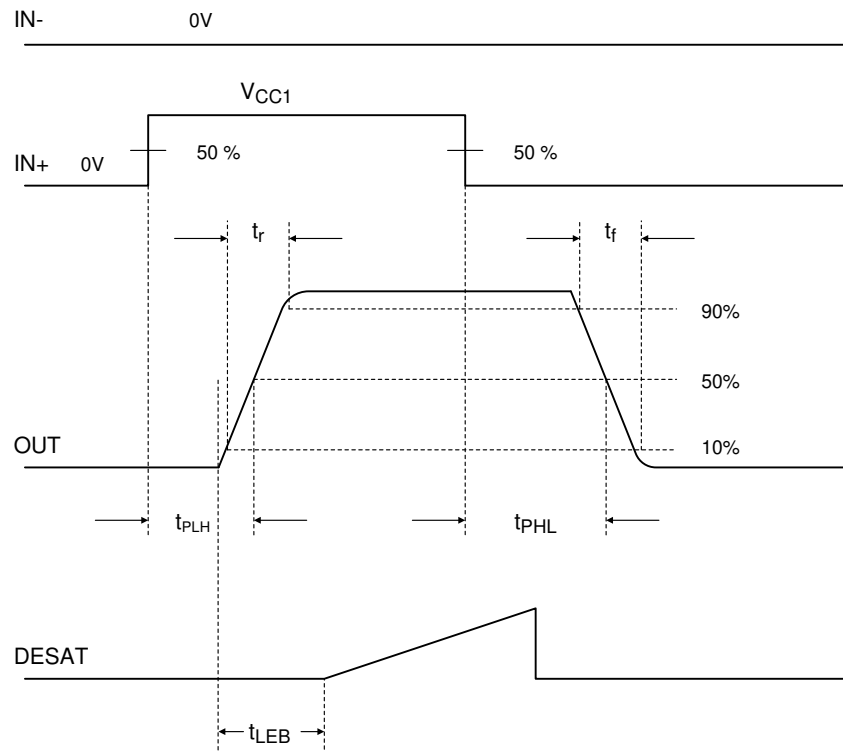 IN- 0V
VCC1
IN+ 0V 50 % 50 %
tr tf
90%
50%
OUT 10%
tPLH tPHL
DESAT
tLEB